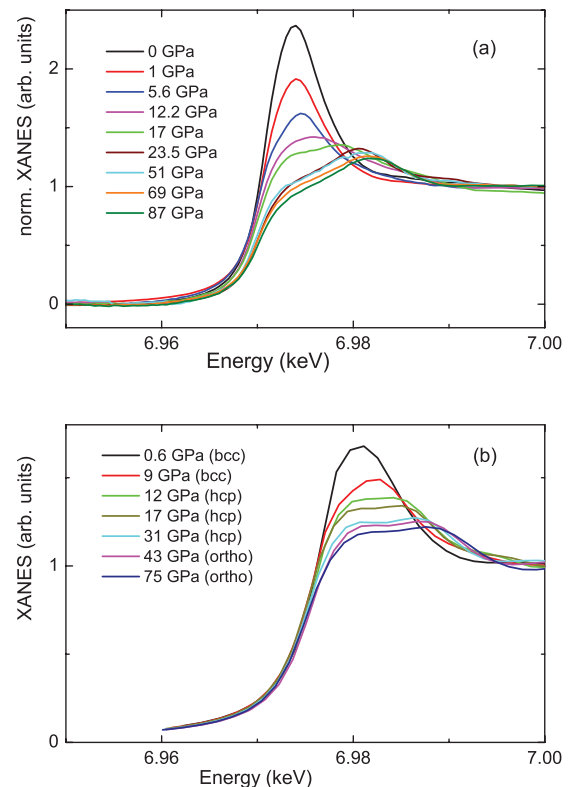 (a)
norm. XANES (arb. units)
2
1
0
0 GPa
1 GPa
5.6 GPa
12.2 GPa
17 GPa
23.5 GPa
51 GPa
69 GPa
87 GPa
6.96
6.98
7.00
Energy (keV)
(b)
XANES (arb. units)
1
0
0.6 GPa (bcc)
9 GPa (bcc)
12 GPa (hcp)
17 GPa (hcp)
31 GPa (hcp)
43 GPa (ortho)
75 GPa (ortho)
6.96
6.98
7.00
Energy (keV)